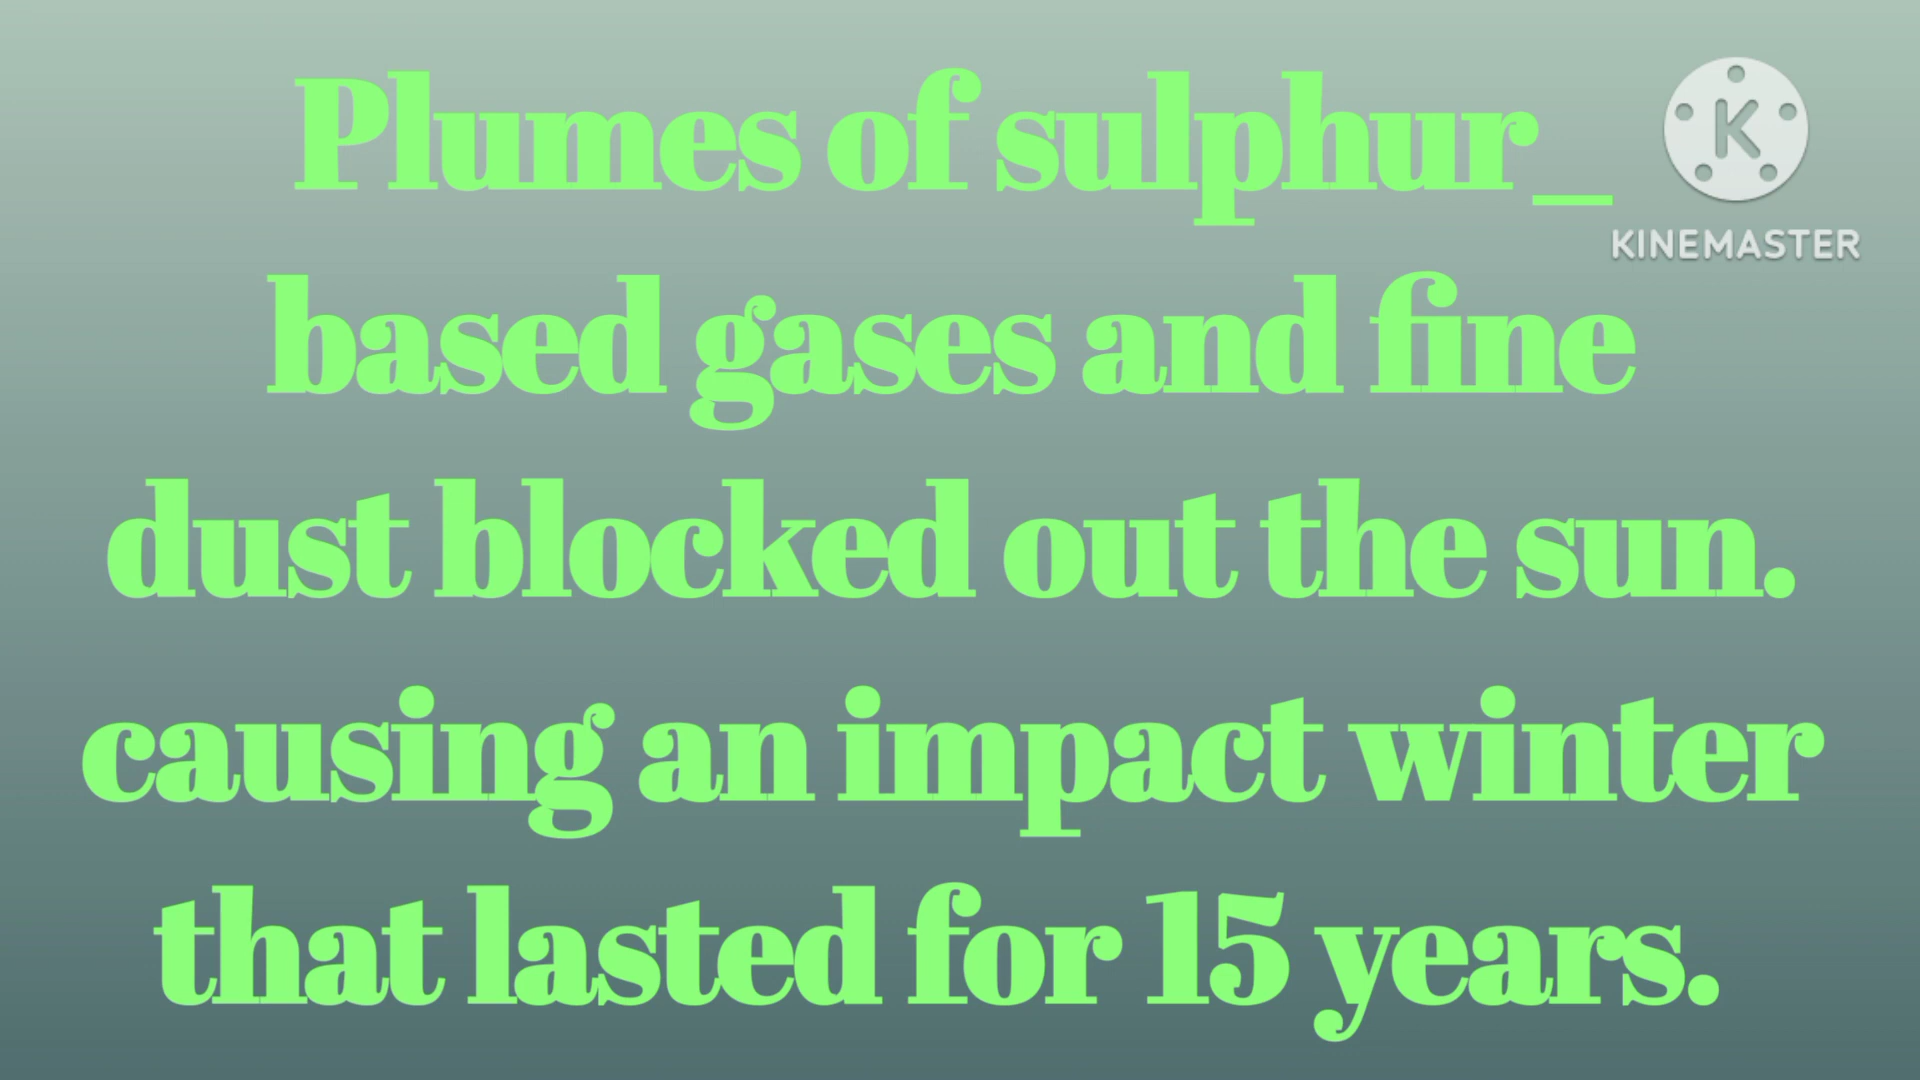 Plumes of sulphur_
K
KINEMASTER
based gases and fine
dust blocked out the sun.
causing an impact winter
that lasted for 15 years.